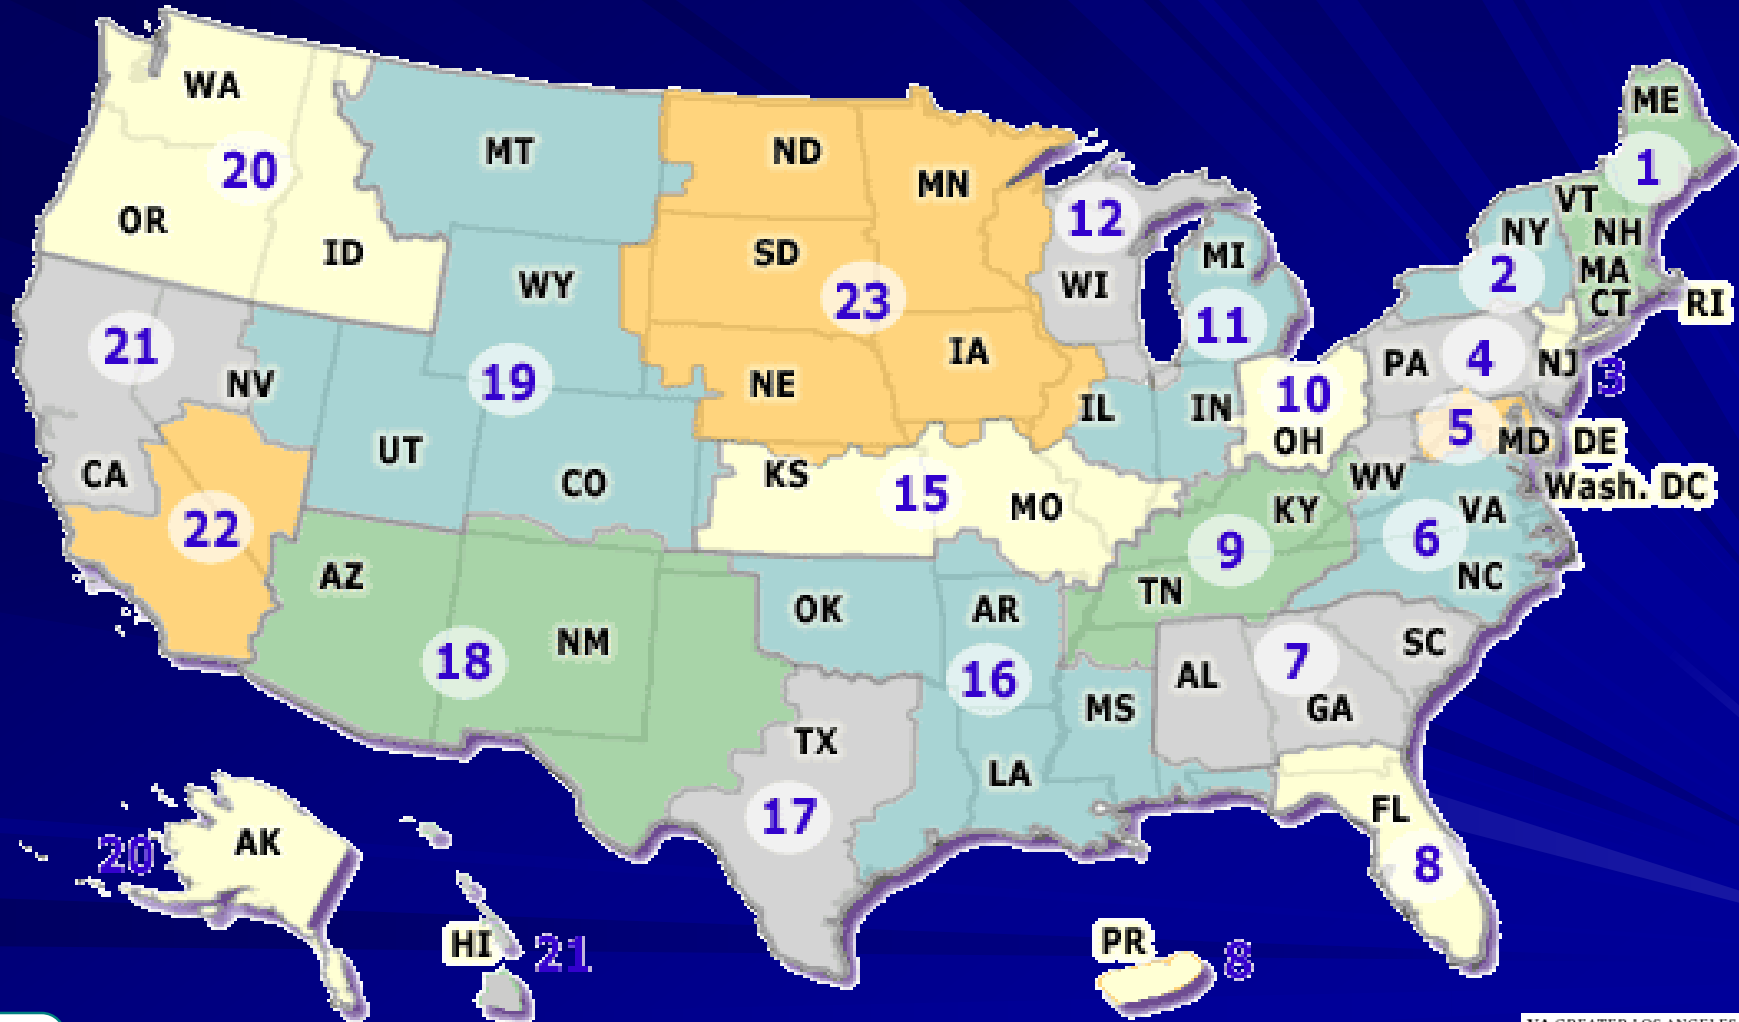 WA
ME
MT
ND
1
20
MN
VT
12
OR
NY
NH
ID
SD
MI
MA
2
WY
WI
23
CT
RI
11
21
IA
4
PA
NJ
3
NV
19
NE
10
IL
IN
5
OH
MD
DE
UT
CA
KS
WV
CO
15
Wash. DC
MO
KY
VA
22
6
9
AZ
NC
TN
OK
AR
NM
SC
18
7
16
AL
MS
GA
TX
LA
FL
17
AK
20
8
HI
PR
21
8
VA GREATER LOS ANGELES